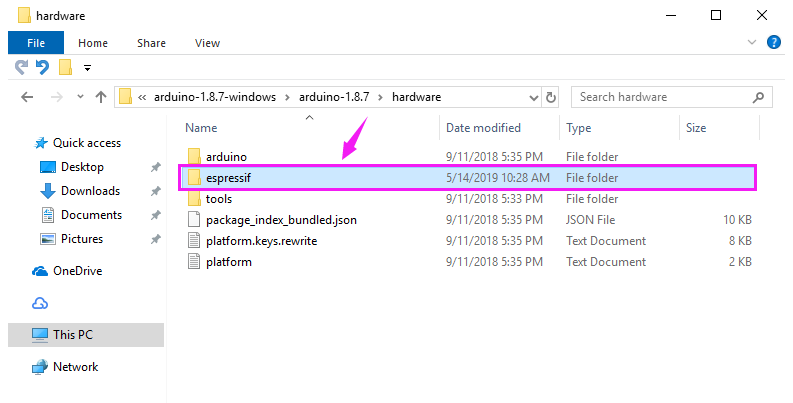 hardware
File Home Share View
« arduino-1.8.7-windows arduino-1.8.7 hardware Search hardware
Name Date modified Type Size
Quick access
Desktop
Downloads
Documents
Pictures
OneDrive
This PC
Network
arduino 9/11/2018 5:35 PM File folder
espressif 5/14/2019 10:28 AM File folder
tools 9/11/2018 5:33 PM File folder
package_index_bundled.json 9/11/2018 5:35 PM JSON File 10 KB
platform.keys.rewrite 9/11/2018 5:35 PM Text Document 8 KB
platform 9/11/2018 5:35 PM Text Document 2 KB